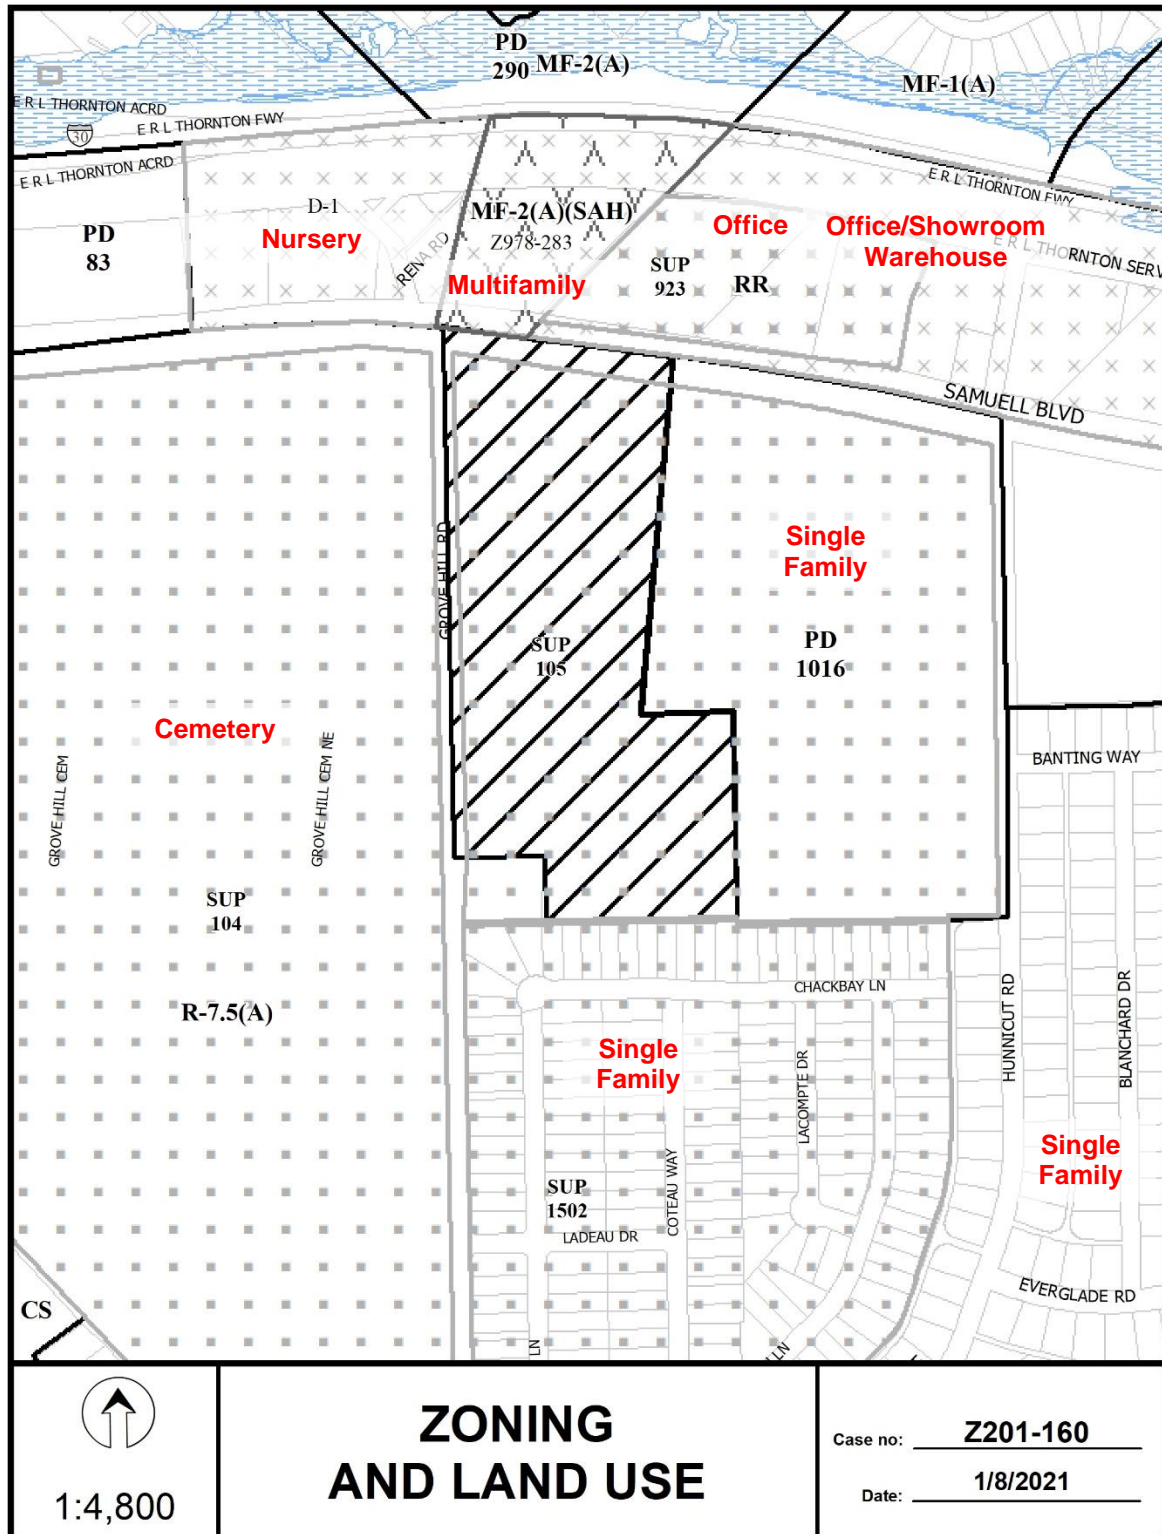 PD
290 MF-2(A)
MF-1(A)
E R L THORNTON ACRD
E R L THORNTON FWY
30
E R L THORNTON ACRD
E R L THORNTON FWY
D-1
Nursery
PD
83
RENA RD
MF-2(A)(SAH)
Z978-283
Multifamily
Office
SUP
923
RR
Office/Showroom
Warehouse
E R L THORNTON SERV
SAMUELL BLVD
GROVE HILL RD
SUP
105
Single
Family
PD
1016
Cemetery
GROVE HILL CEM
GROVE HILL CEM NE
SUP
104
R-7.5(A)
BANTING WAY
HUNNICUT RD
BLANCHARD DR
CHACKBAY LN
Single
Family
LACOMPTE DR
COTEAU WAY
Single
Family
SUP
1502
LADEAU DR
EVERGLADE RD
LN
LN
CS
1:4,800
ZONING
AND LAND USE
Case no: Z201-160
Date: 1/8/2021